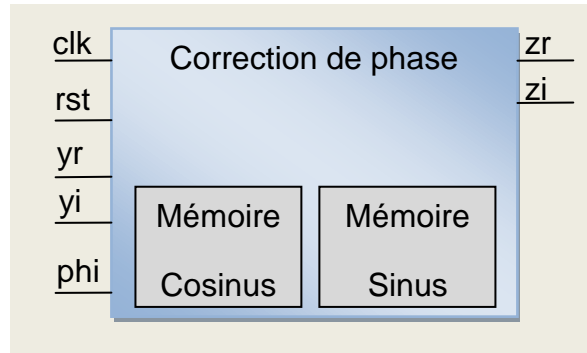 clk
rst
yr
yi
phi
Correction de phase
Mémoire
Cosinus
Mémoire
Sinus
zr
zi